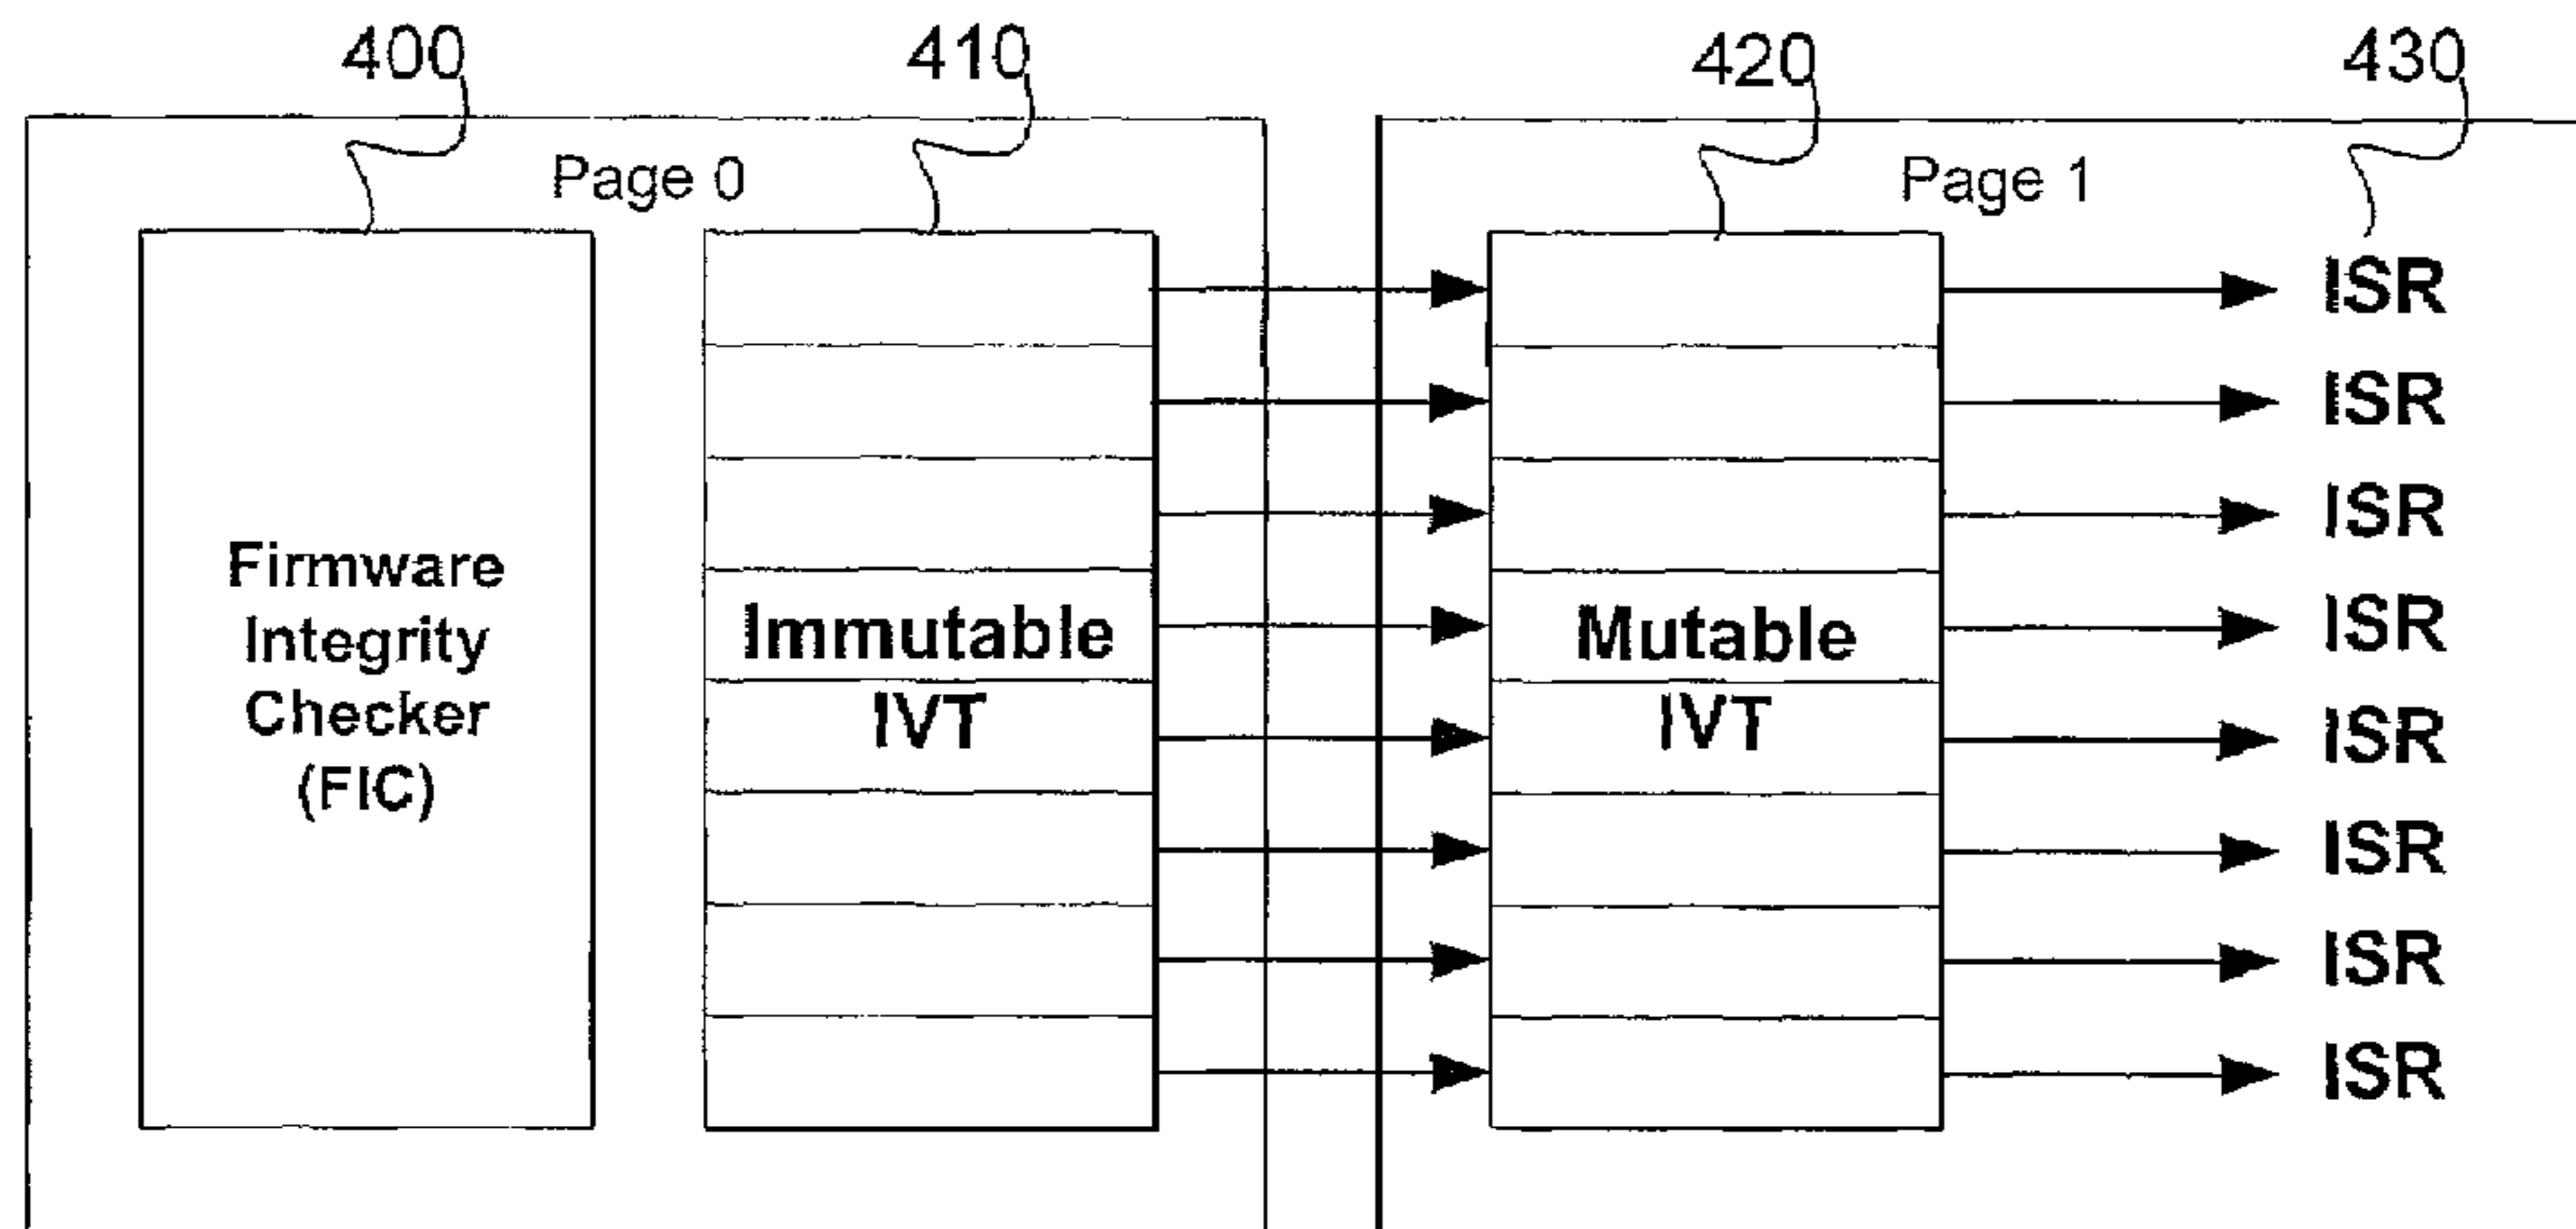 400
410
420
430
Page 0
Page 1
Firmware
Integrity
Checker
(FIC)
Immutable
IVT
Mutable
IVT
ISR
ISR
ISR
ISR
ISR
ISR
ISR
ISR